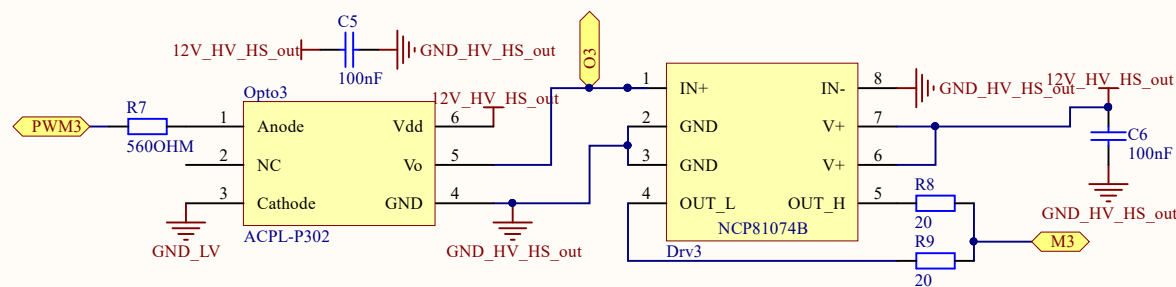 C5
12V_HV_HS_out
GND_HV_HS_out
100nF
O3
PWM3
R7
560OHM
Opto3
1
Anode
2
NC
3
Cathode
Vdd
6
Vo
5
GND
4
ACPL-P302
GND_LV
12V_HV_HS_out
GND_HV_HS_out
1
IN+
2
GND
3
GND
4
OUT_L
IN-
8
V+
7
V+
6
OUT_H
5
NCP81074B
Drv3
GND_HV_HS_out
12V_HV_HS_out
C6
100nF
GND_HV_HS_out
R8
20
R9
20
M3